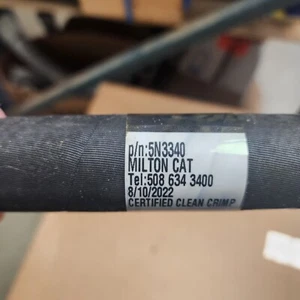 p/n:5N3340
MILTON CAT
Tel:508 634 3400
8/10/2022
CERTIFIED CLEAN CRIMP